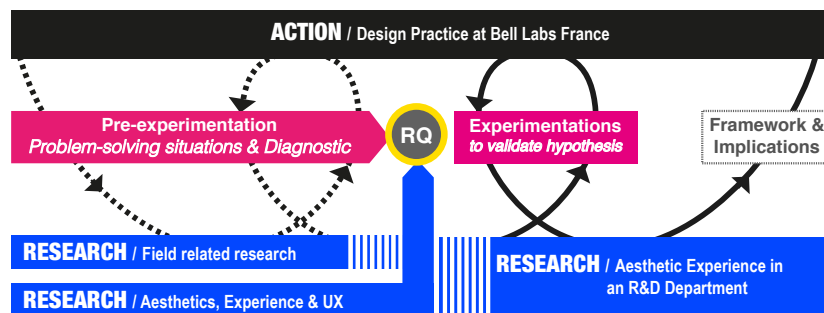 ACTION / Design Practice at Bell Labs France
Pre-experimentation
Problem-solving situations & Diagnostic
RQ
Experimentations
to validate hypothesis
Framework &
Implications
RESEARCH / Field related research
RESEARCH / Aesthetic Experience in
an R&D Department
RESEARCH / Aesthetics, Experience & UX